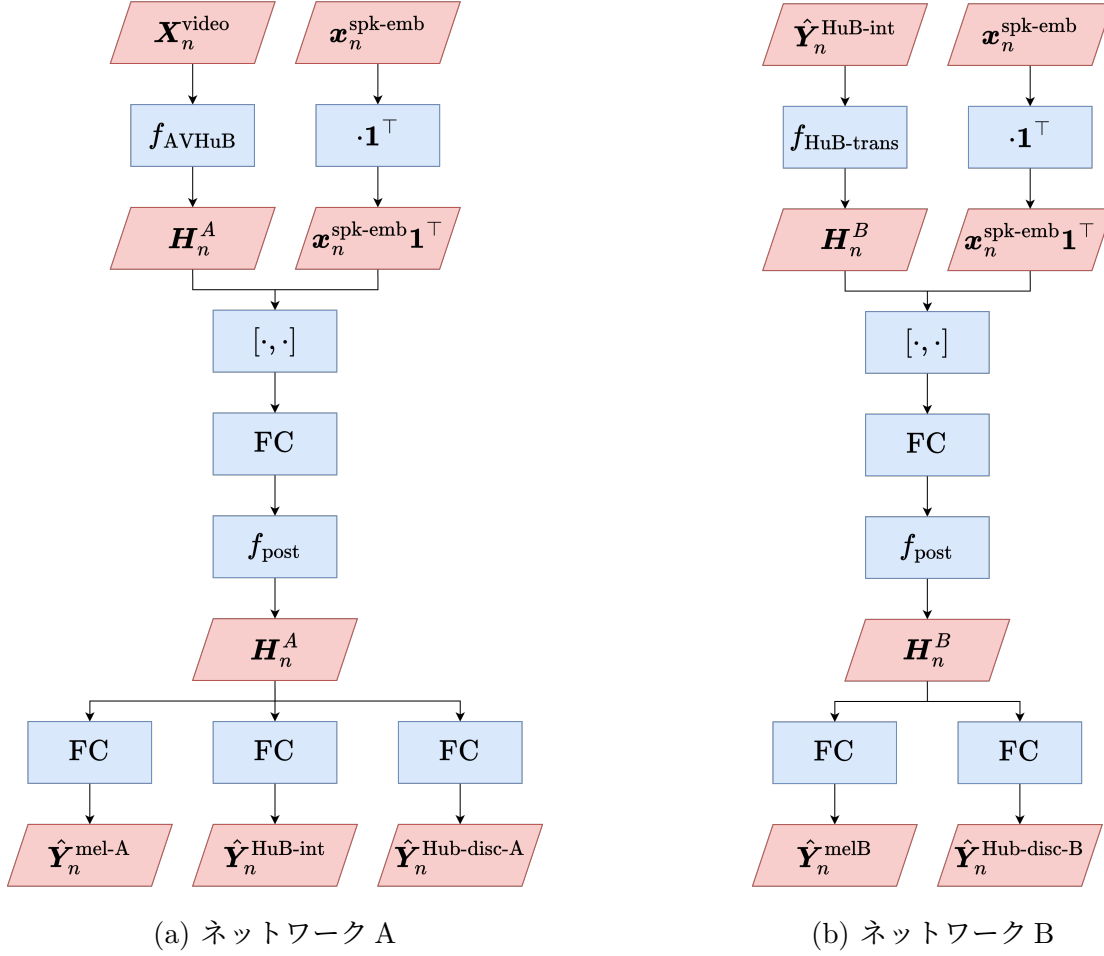 X_n^video
x_n^spk-emb
f_AVHuB
·1^⊤
H_n^A
x_n^spk-emb 1^⊤
[·, ·]
FC
f_post
H_n^A
FC
FC
FC
Ŷ_n^mel-A
Ŷ_n^HuB-int
Ŷ_n^Hub-disc-A
(a) ネットワーク A
Ŷ_n^HuB-int
x_n^spk-emb
f_HuB-trans
·1^⊤
H_n^B
x_n^spk-emb 1^⊤
[·, ·]
FC
f_post
H_n^B
FC
FC
Ŷ_n^melB
Ŷ_n^Hub-disc-B
(b) ネットワーク B